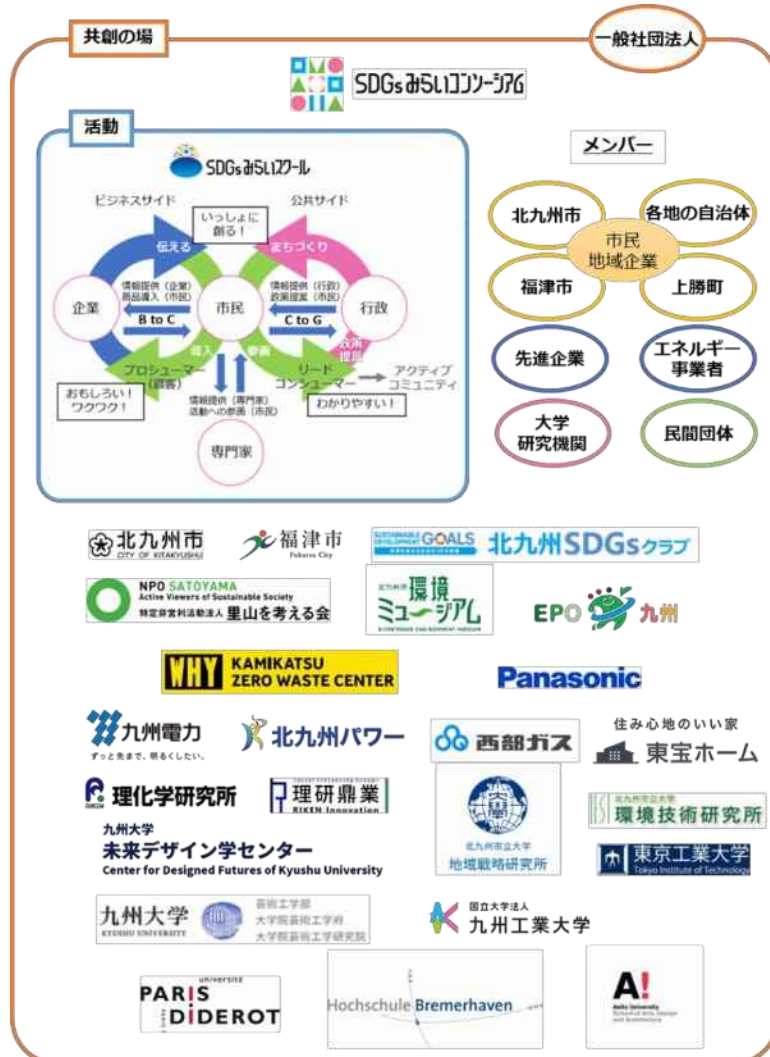 共創の場
一般社団法人
SDGsみらいコンソーシアム
活動
SDGsみらいスクール
ビジネスサイド
公共サイド
いっしょに
創る！
伝える
まちづくり
企業
情報提供（企業）
商品導入（市民）
B to C
市民
情報提供（行政）
政策提案（市民）
C to G
行政
導入
参画
政策
提言
プロシューマー
（顧客）
リード
コンシューマー
アクティブ
コミュニティ
おもしろい！
ワクワク！
情報提供（専門家）
活動への参画（市民）
わかりやすい！
専門家
メンバー
北九州市
各地の自治体
市民
地域企業
福津市
上勝町
先進企業
エネルギー
事業者
大学
研究機関
民間団体
北九州市
CITY OF KITAKYUSHU
福津市
Fukutsu City
SUSTAINABLE
DEVELOPMENT
GOALS
北九州SDGsクラブ
NPO SATOYAMA
Active Viewers of Sustainable Society
特定非営利活動法人 里山を考える会
環境
ミュージアム
EPO 九州
WHY
KAMIKATSU
ZERO WASTE CENTER
Panasonic
九州電力
ずっと先まで、明るくしたい。
北九州パワー
西部ガス
住み心地のいい家
東宝ホーム
RIKEN
理化学研究所
理研鼎業
RIKEN Innovation
北九州市立大学
地域戦略研究所
北九州市立大学
環境技術研究所
九州大学
未来デザイン学センター
Center for Designed Futures of Kyushu University
東京工業大学
Tokyo Institute of Technology
九州大学
KYUSHU UNIVERSITY
芸術工学部
大学院芸術工学府
大学院芸術工学研究院
国立大学法人
九州工業大学
université
PARIS
DIDEROT
PARIS 7
Hochschule Bremerhaven
A!
Aalto University